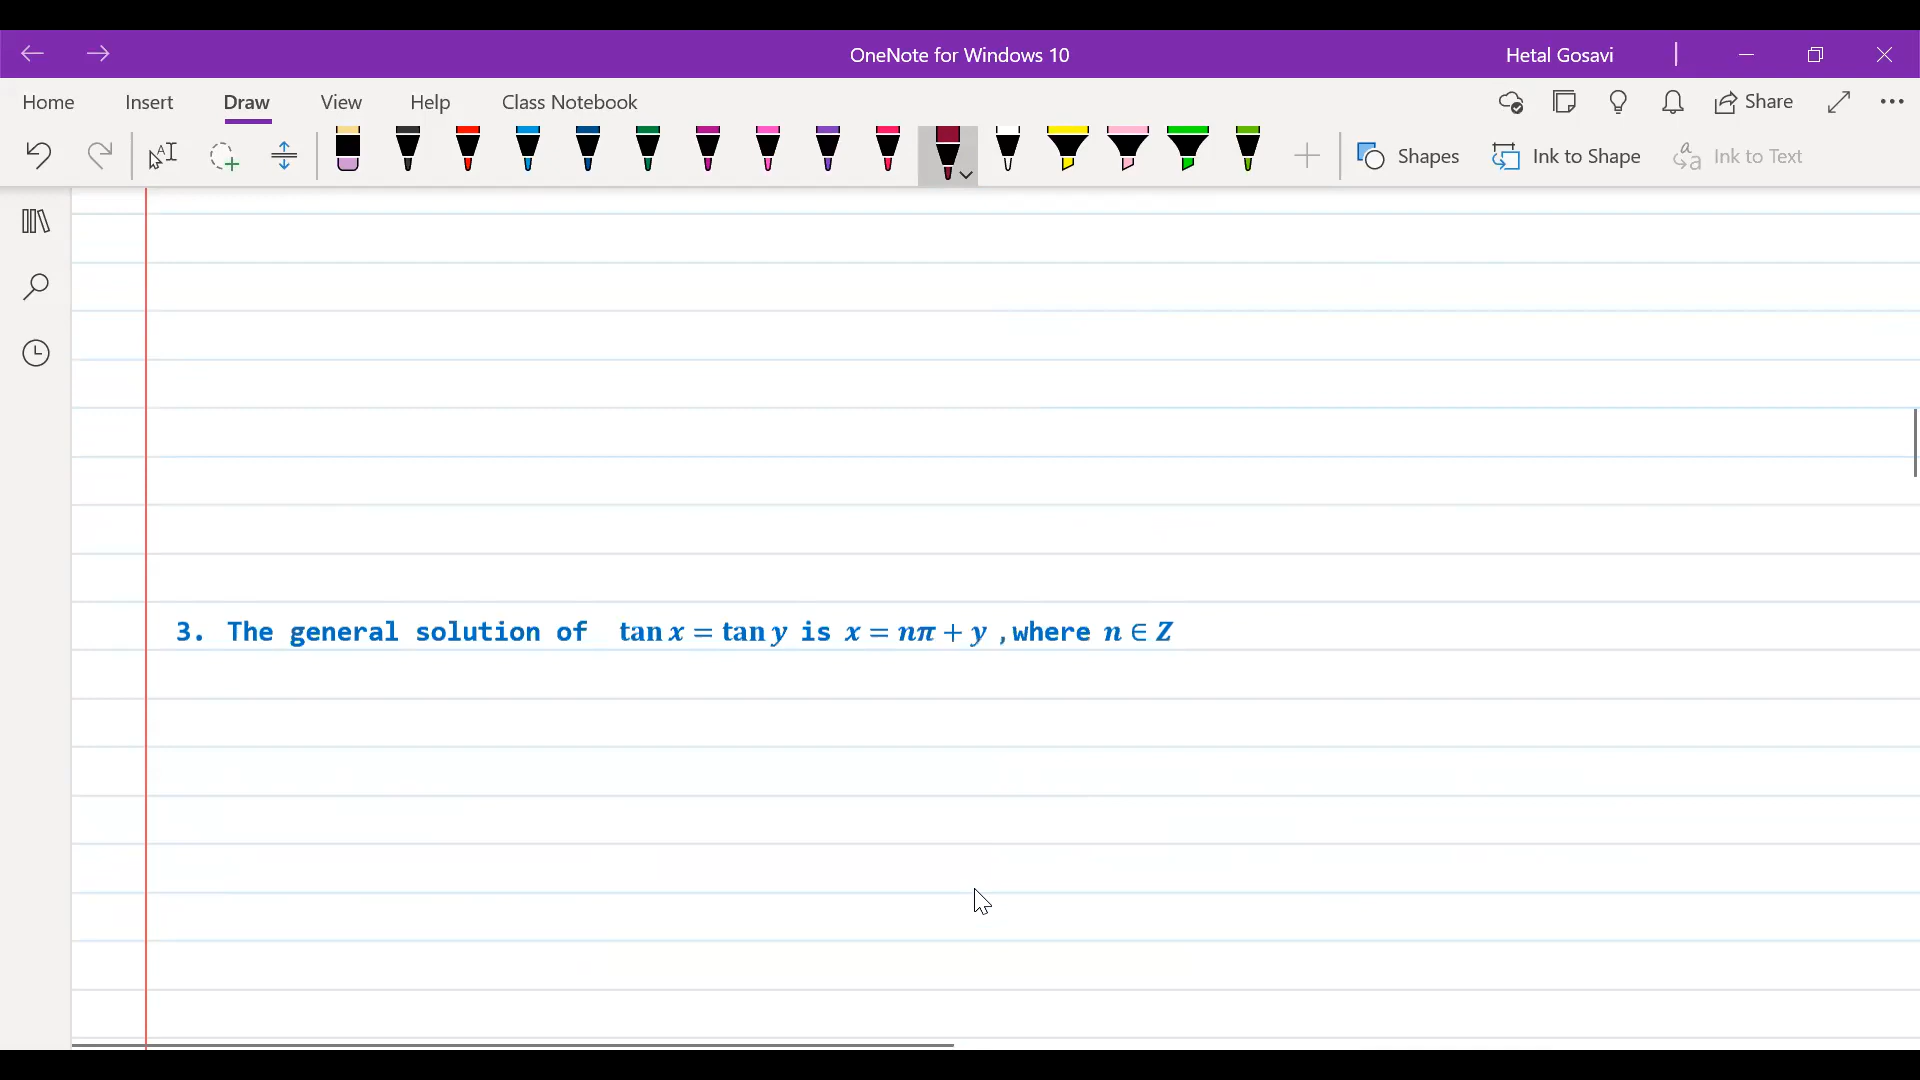 OneNote for Windows 10
Hetal Gosavi
Home Insert Draw View Help Class Notebook
Share
Shapes Ink to Shape Ink to Text
3. The general solution of tan x = tan y is x = nπ + y ,where n ∈ Z